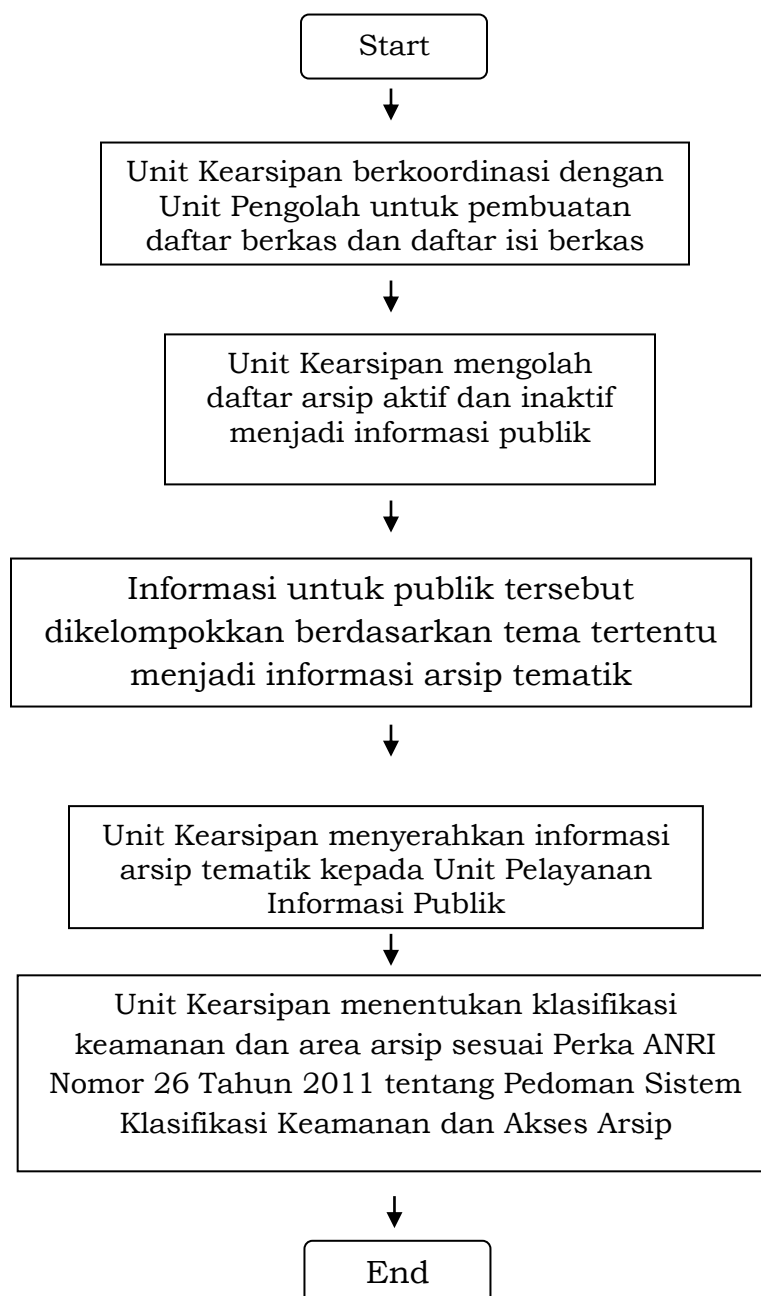 Start
Unit Kearsipan berkoordinasi dengan
Unit Pengolah untuk pembuatan
daftar berkas dan daftar isi berkas
Unit Kearsipan mengolah
daftar arsip aktif dan inaktif
menjadi informasi publik
Informasi untuk publik tersebut
dikelompokkan berdasarkan tema tertentu
menjadi informasi arsip tematik
Unit Kearsipan menyerahkan informasi
arsip tematik kepada Unit Pelayanan
Informasi Publik
Unit Kearsipan menentukan klasifikasi
keamanan dan area arsip sesuai Perka ANRI
Nomor 26 Tahun 2011 tentang Pedoman Sistem
Klasifikasi Keamanan dan Akses Arsip
End